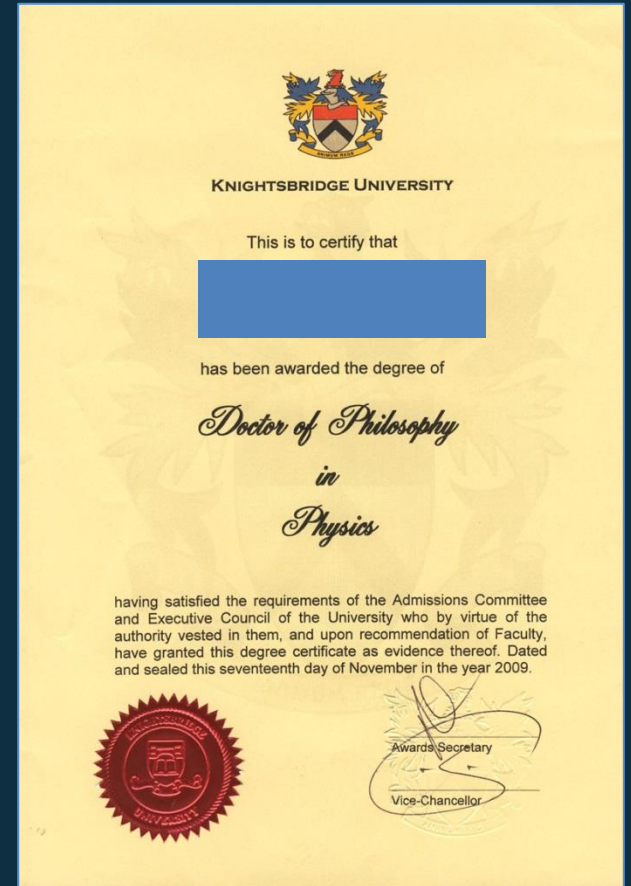 KNIGHTSBRIDGE UNIVERSITY
This is to certify that
has been awarded the degree of
Doctor of Philosophy
in
Physics
having satisfied the requirements of the Admissions Committee
and Executive Council of the University who by virtue of the
authority vested in them, and upon recommendation of Faculty,
have granted this degree certificate as evidence thereof. Dated
and sealed this seventeenth day of November in the year 2009.
KNIGHTSBRIDGE
UNIVERSITY
Awards Secretary
Vice-Chancellor